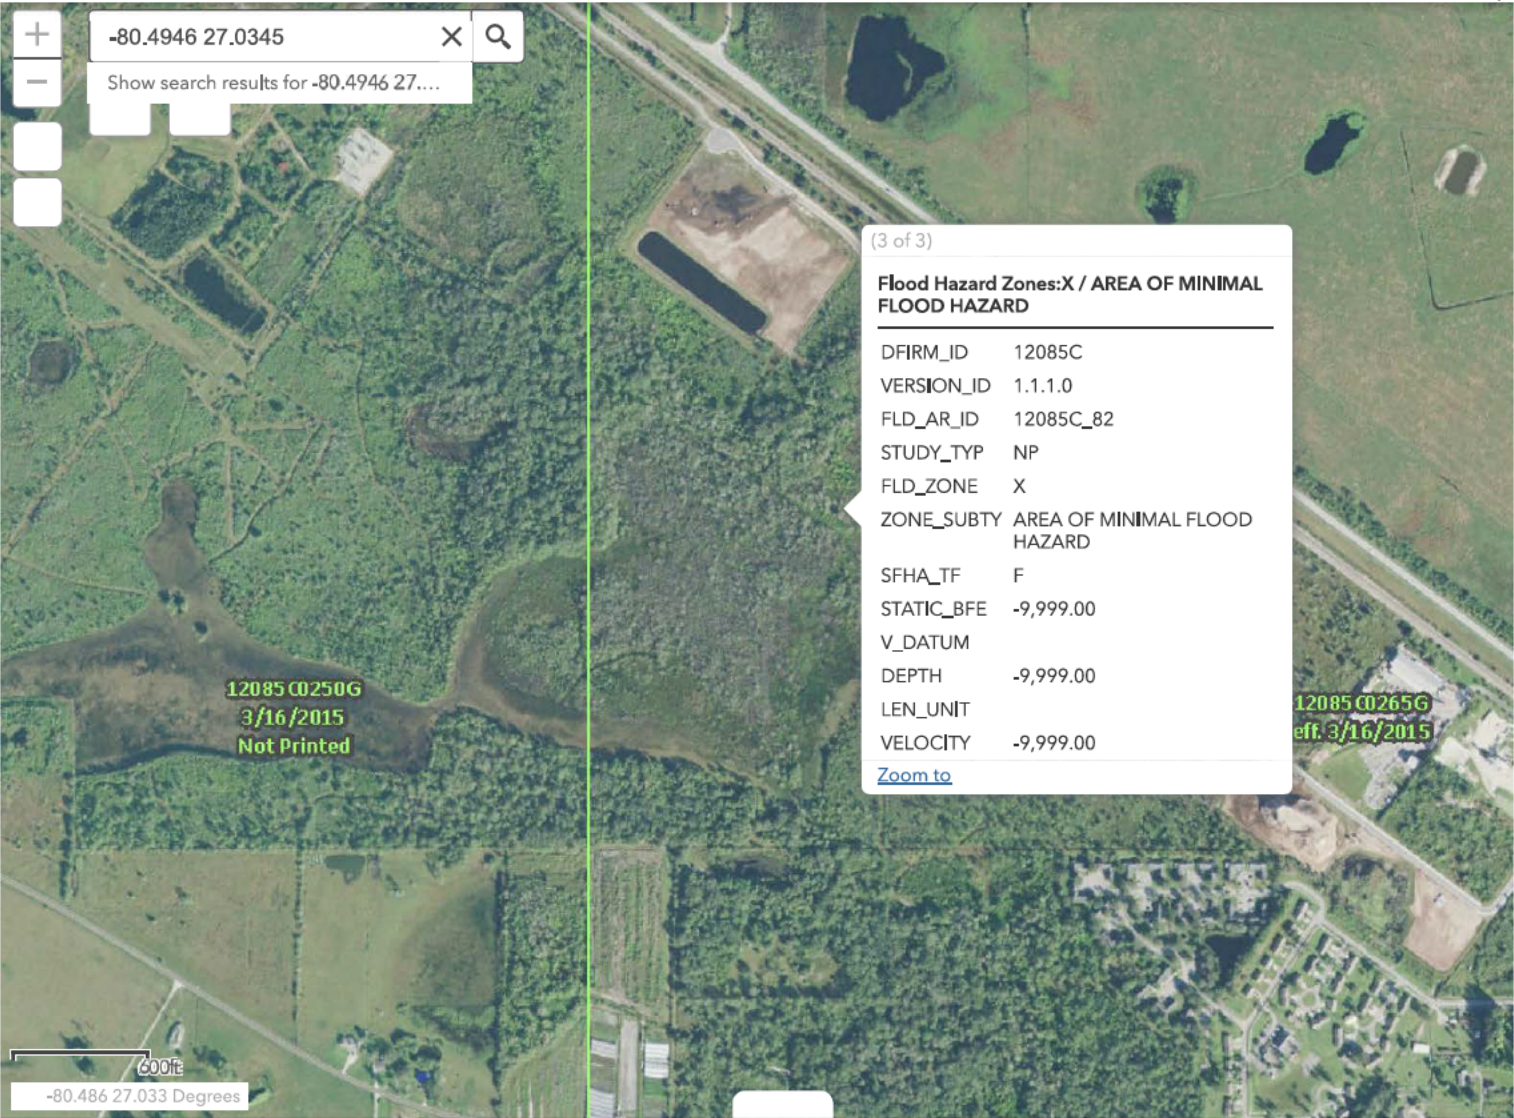 -80.4946 27.0345
Show search results for -80.4946 27....
(3 of 3)
Flood Hazard Zones:X / AREA OF MINIMAL
FLOOD HAZARD
DFIRM_ID 12085C
VERSION_ID 1.1.1.0
FLD_AR_ID 12085C_82
STUDY_TYP NP
FLD_ZONE X
ZONE_SUBTY AREA OF MINIMAL FLOOD
HAZARD
SFHA_TF F
STATIC_BFE -9,999.00
V_DATUM
DEPTH -9,999.00
LEN_UNIT
VELOCITY -9,999.00
Zoom to
12085C0250G
3/16/2015
Not Printed
12085C0265G
eff. 3/16/2015
600ft
-80.486 27.033 Degrees